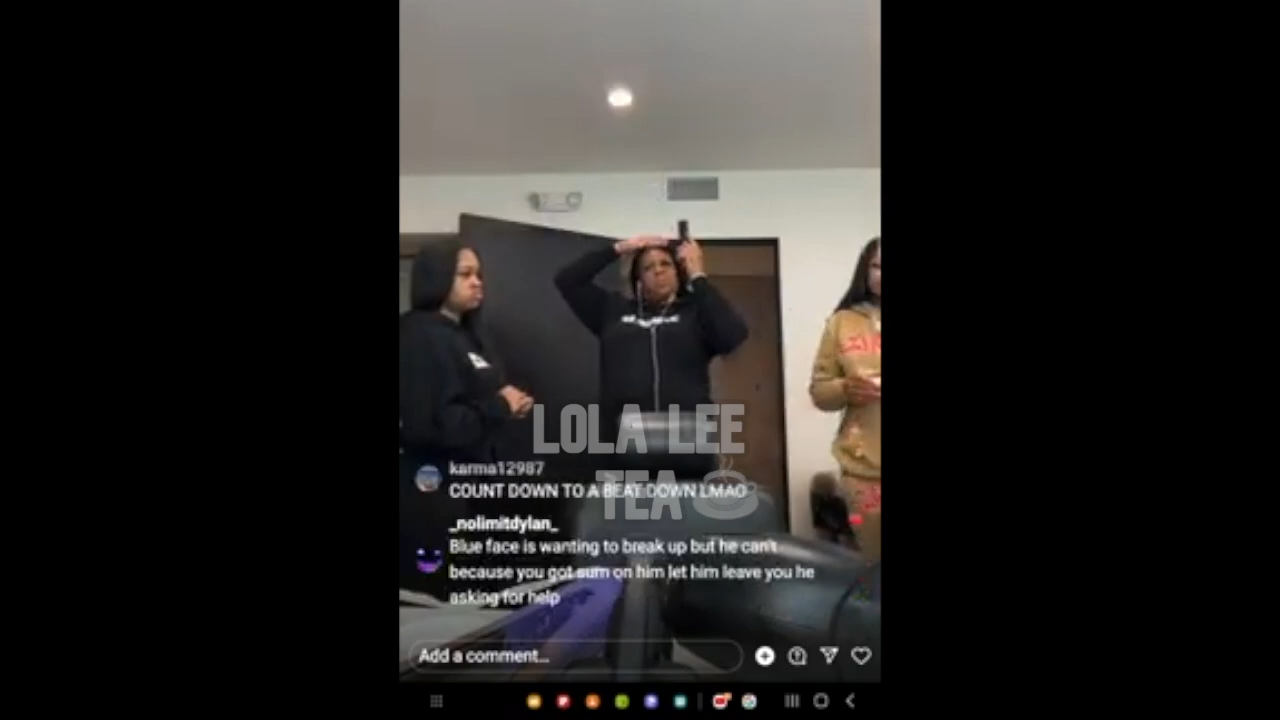 LOLA LEE
TEA
karma12987
COUNT DOWN TO A BEAT DOWN LMAO
_nolimitdylan_
Blue face is wanting to break up but he can't
because you got sum on him let him leave you he
asking for help
Add a comment...